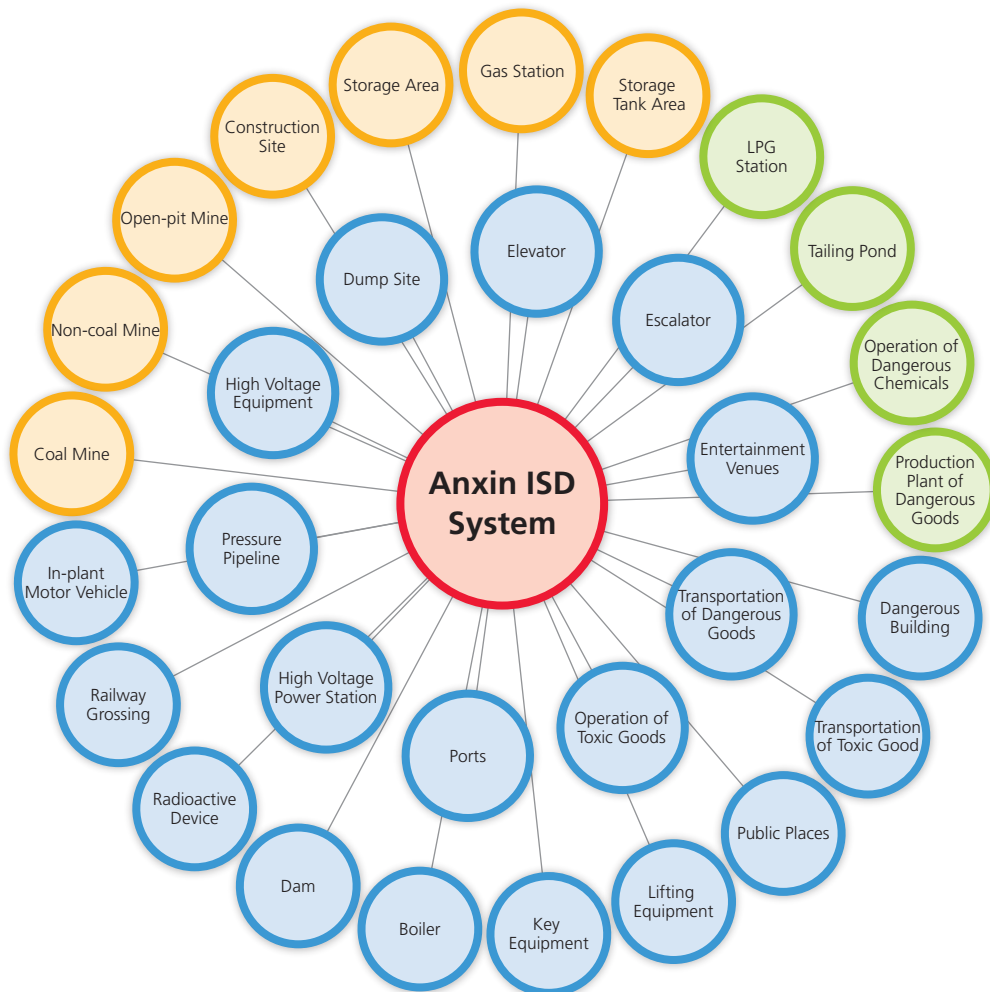 Gas Station
Storage Area
Storage
Tank Area
Construction
Site
LPG
Station
Open-pit Mine
Tailing Pond
Elevator
Dump Site
Escalator
Non-coal Mine
Operation of
Dangerous
Chemicals
High Voltage
Equipment
Coal Mine
Entertainment
Venues
Production
Plant of
Dangerous
Goods
Anxin ISD
System
Pressure
Pipeline
In-plant
Motor Vehicle
Transportation
of Dangerous
Goods
Dangerous
Building
High Voltage
Power Station
Railway
Grossing
Operation of
Toxic Goods
Transportation
of Toxic Good
Ports
Radioactive
Device
Public Places
Dam
Lifting
Equipment
Boiler
Key
Equipment